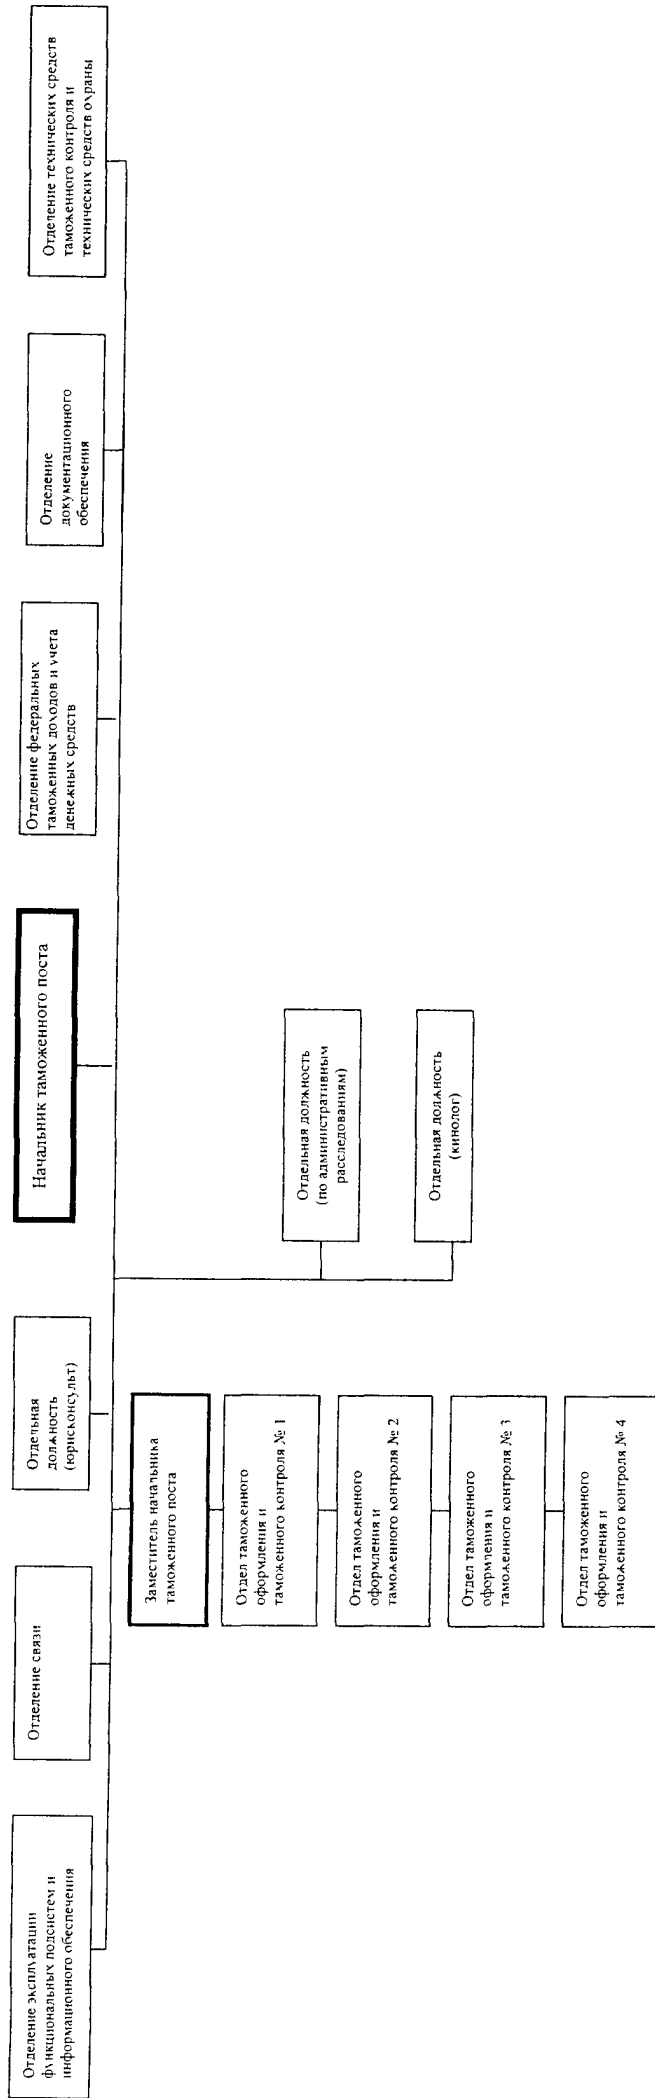 Отделение эксплуатации
функциональных подсистем и
информационного обеспечения
Отделение связи
Отдельная
должность
(юрисконсульт)
Начальник таможенного поста
Отделение федеральных
таможенных доходов и учета
денежных средств
Отделение
документационного
обеспечения
Отделение технических средств
таможенного контроля и
технических средств охраны
Заместитель начальника
таможенного поста
Отдел таможенного
оформления и
таможенного контроля № 1
Отдел таможенного
оформления и
таможенного контроля № 2
Отдел таможенного
оформления и
таможенного контроля № 3
Отдел таможенного
оформления и
таможенного контроля № 4
Отдельная должность
(по административным
расследованиям)
Отдельная должность
(кинолог)